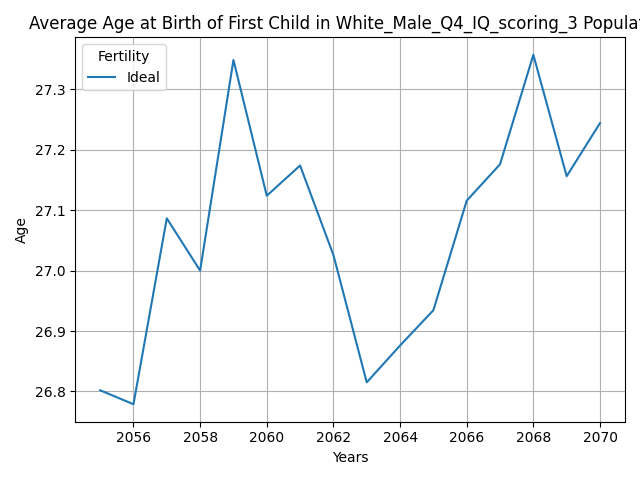 Average Age at Birth of First Child in White_Male_Q4_IQ_scoring_3 Populat
Fertility
Ideal
27.3
27.2
27.1
27.0
26.9
26.8
Age
2056 2058 2060 2062 2064 2066 2068 2070
Years